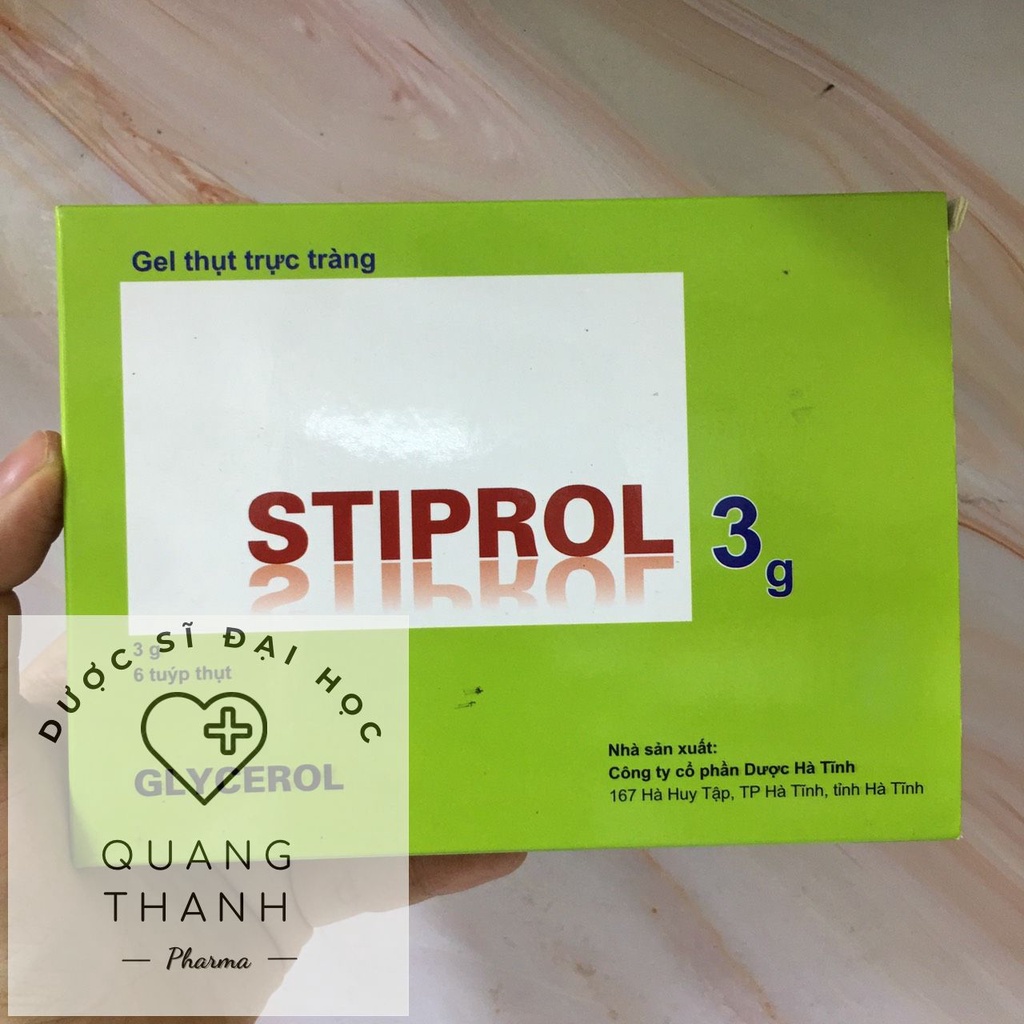 Gel thụt trực tràng
STIPROL 3g
3 g
6 tuýp thụt
GLYCEROL
Nhà sản xuất:
Công ty cổ phần Dược Hà Tĩnh
167 Hà Huy Tập, TP Hà Tĩnh, tỉnh Hà Tĩnh
DƯỢC SĨ ĐẠI HỌC
QUANG
THANH
Pharma